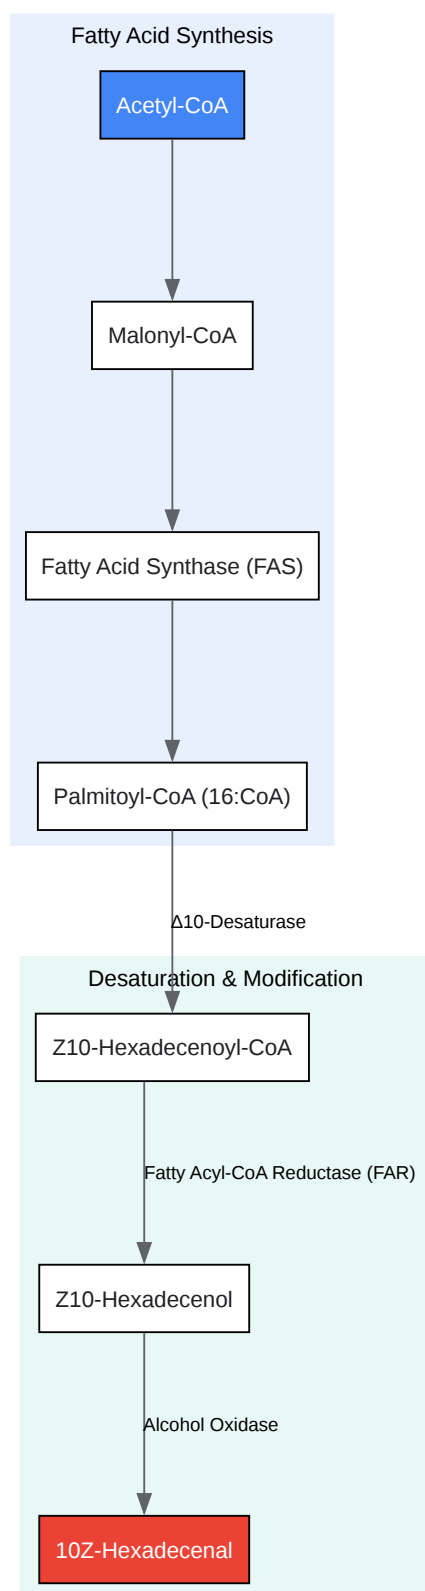 Fatty Acid Synthesis
Acetyl-CoA
Malonyl-CoA
Fatty Acid Synthase (FAS)
Palmitoyl-CoA (16:CoA)
Δ10-Desaturase
Desaturation & Modification
Z10-Hexadecenoyl-CoA
Fatty Acyl-CoA Reductase (FAR)
Z10-Hexadecenol
Alcohol Oxidase
10Z-Hexadecenal